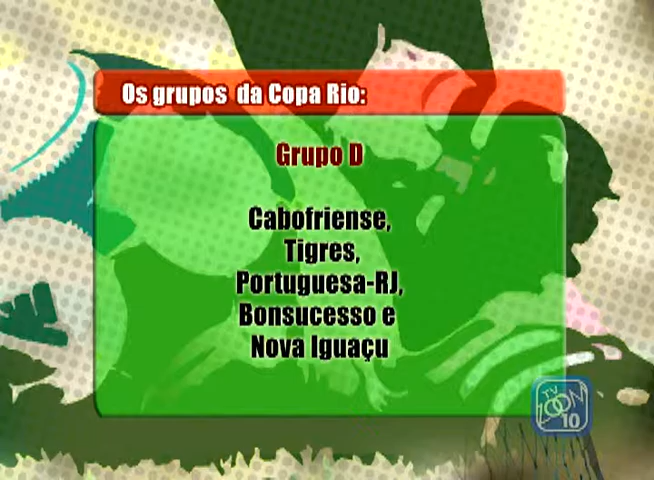 Os grupos da Copa Rio:
Grupo D
Cabofriense,
Tigres,
Portuguesa-RJ,
Bonsucesso e
Nova Iguaçu
TV
ZOOM
10